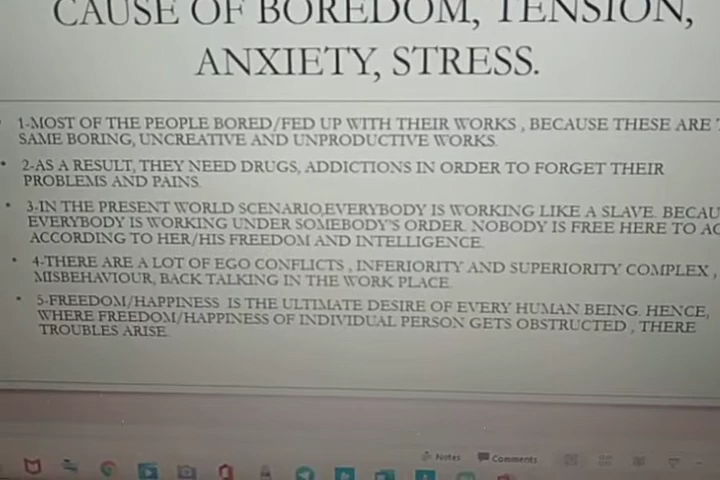 CAUSE OF BOREDOM, TENSION,
ANXIETY, STRESS.
1-MOST OF THE PEOPLE BORED/FED UP WITH THEIR WORKS , BECAUSE THESE ARE
SAME BORING, UNCREATIVE AND UNPRODUCTIVE WORKS.
2-AS A RESULT, THEY NEED DRUGS, ADDICTIONS IN ORDER TO FORGET THEIR
PROBLEMS AND PAINS.
3-IN THE PRESENT WORLD SCENARIO,EVERYBODY IS WORKING LIKE A SLAVE. BECAU
EVERYBODY IS WORKING UNDER SOMEBODY'S ORDER. NOBODY IS FREE HERE TO AC
ACCORDING TO HER/HIS FREEDOM AND INTELLIGENCE.
4-THERE ARE A LOT OF EGO CONFLICTS , INFERIORITY AND SUPERIORITY COMPLEX ,
MISBEHAVIOUR, BACK TALKING IN THE WORK PLACE.
5-FREEDOM/HAPPINESS IS THE ULTIMATE DESIRE OF EVERY HUMAN BEING. HENCE,
WHERE FREEDOM/HAPPINESS OF INDIVIDUAL PERSON GETS OBSTRUCTED , THERE
TROUBLES ARISE.
Notes Comments